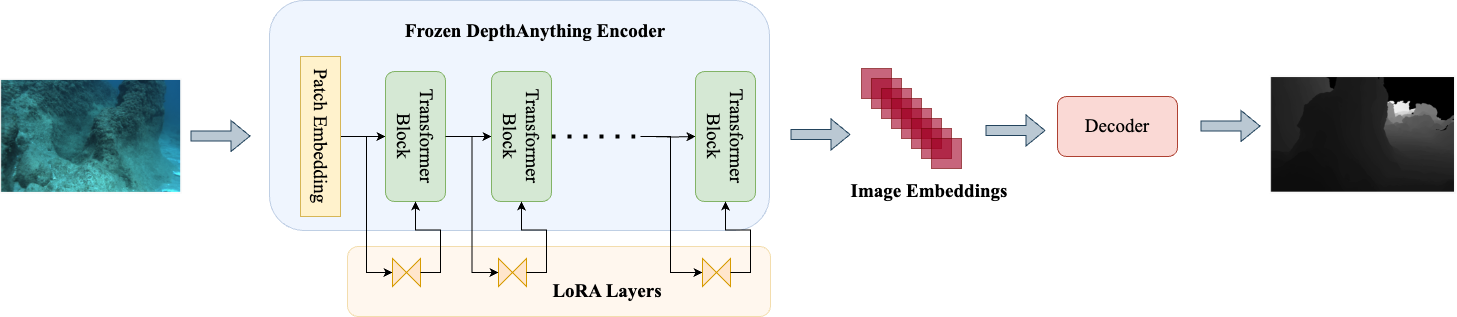 Frozen DepthAnything Encoder
Patch Embedding
Transformer
Block
Transformer
Block
Transformer
Block
LoRA Layers
Image Embeddings
Decoder